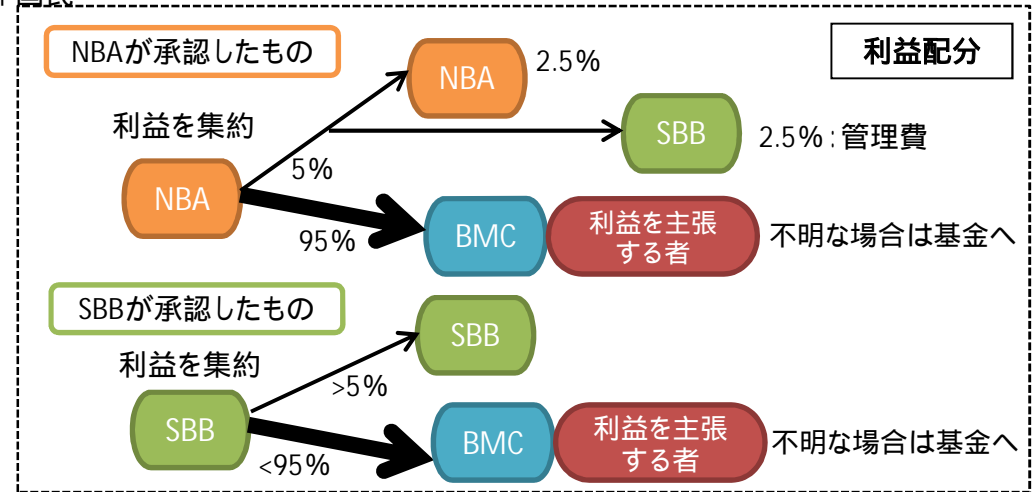 利益配分
NBAが承認したもの
利益を集約
NBA
5%
NBA
2.5%
SBB
2.5%:管理費
95%
BMC
利益を主張
する者
不明な場合は基金へ
SBBが承認したもの
利益を集約
SBB
>5%
SBB
<95%
BMC
利益を主張
する者
不明な場合は基金へ